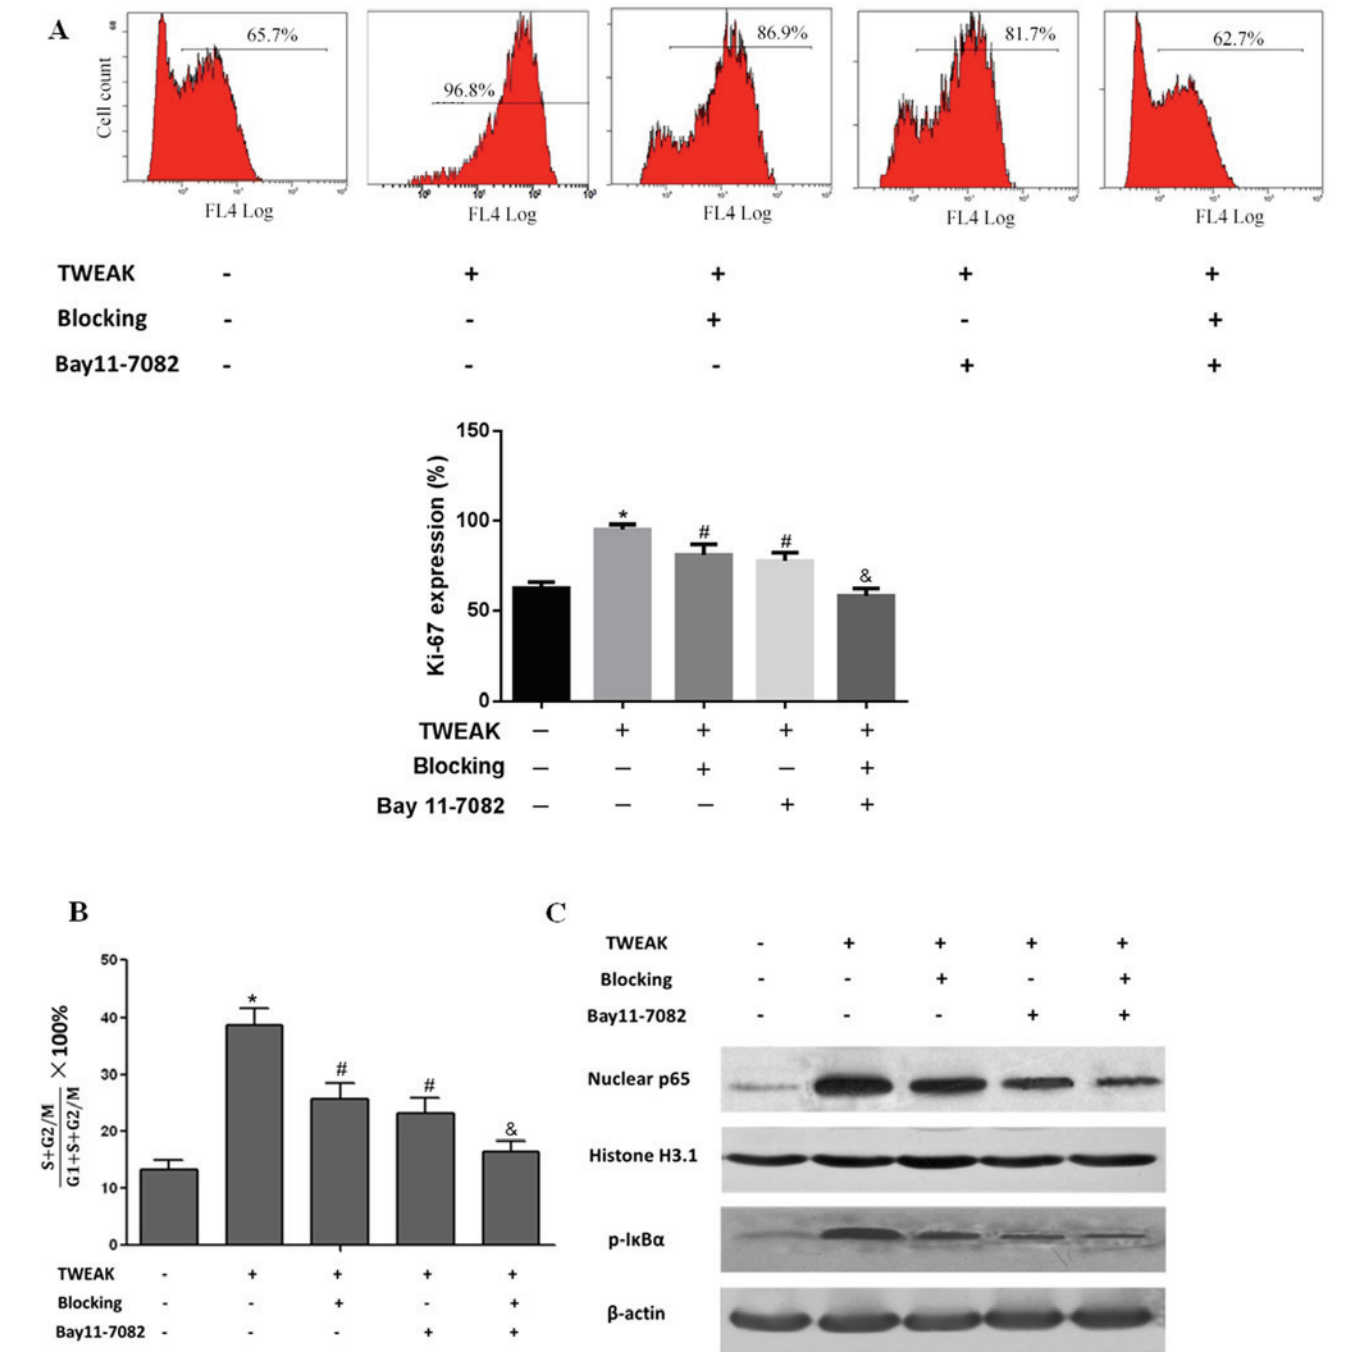 A
65.7%
96.8%
86.9%
81.7%
62.7%
Cell count
FL4 Log
FL4 Log
FL4 Log
FL4 Log
FL4 Log
TWEAK - + + + +
Blocking - - + - +
Bay11-7082 - - - + +
150
100
50
0
Ki-67 expression (%)
*
#
#
&
TWEAK — + + + +
Blocking — — + — +
Bay 11-7082 — — — + +
B
50
40
30
20
10
0
S+G2/M
G1+S+G2/M
×100%
*
#
#
&
TWEAK - + + + +
Blocking - - + - +
Bay11-7082 - - - + +
C
TWEAK - + + + +
Blocking - - + - +
Bay11-7082 - - - + +
Nuclear p65
Histone H3.1
p-IκBα
β-actin